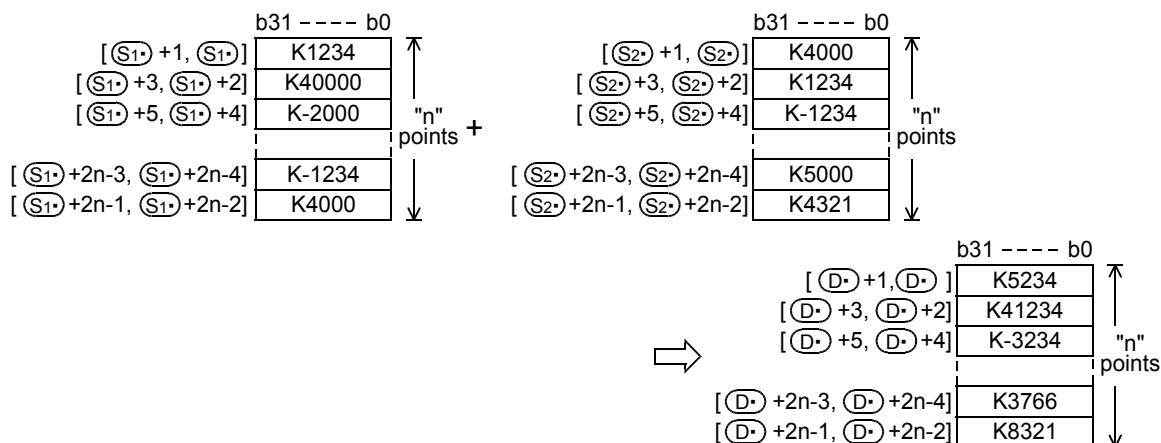 b31 ---- b0
[(S1·) +1, (S1·)] K1234
[(S1·) +3, (S1·) +2] K40000
[(S1·) +5, (S1·) +4] K-2000
[(S1·) +2n-3, (S1·) +2n-4] K-1234
[(S1·) +2n-1, (S1·) +2n-2] K4000
"n"
points
+
b31 ---- b0
[(S2·) +1, (S2·)] K4000
[(S2·) +3, (S2·) +2] K1234
[(S2·) +5, (S2·) +4] K-1234
[(S2·) +2n-3, (S2·) +2n-4] K5000
[(S2·) +2n-1, (S2·) +2n-2] K4321
"n"
points
b31 ---- b0
[(D·) +1,(D·) ] K5234
[(D·) +3, (D·) +2] K41234
[(D·) +5, (D·) +4] K-3234
[(D·) +2n-3, (D·) +2n-4] K3766
[(D·) +2n-1, (D·) +2n-2] K8321
"n"
points